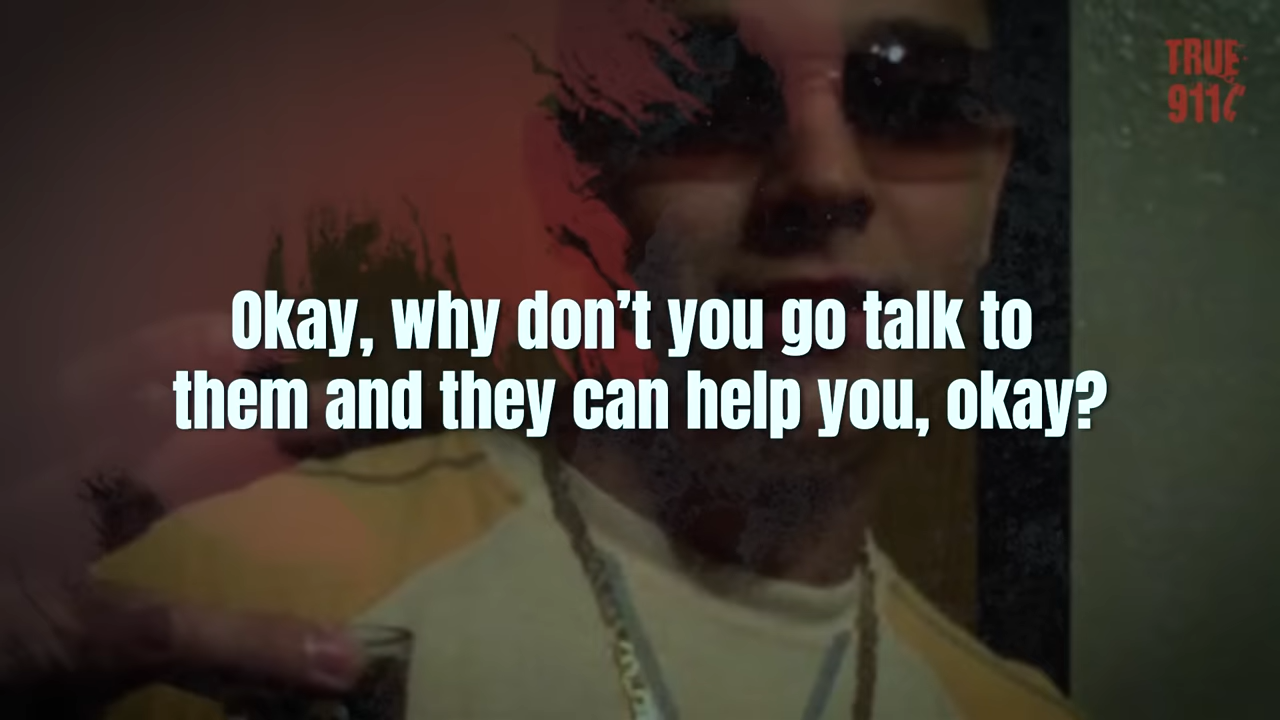 TRUE
911
Okay, why don’t you go talk to
them and they can help you, okay?